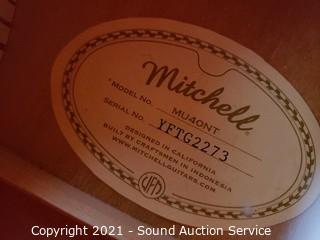 Mitchell
MODEL NO. MU40NT
SERIAL NO. YFTG2273
DESIGNED IN CALIFORNIA
BUILT BY CRAFTSMEN IN INDONESIA
WWW.MITCHELLGUITARS.COM
Copyright 2021 - Sound Auction Service